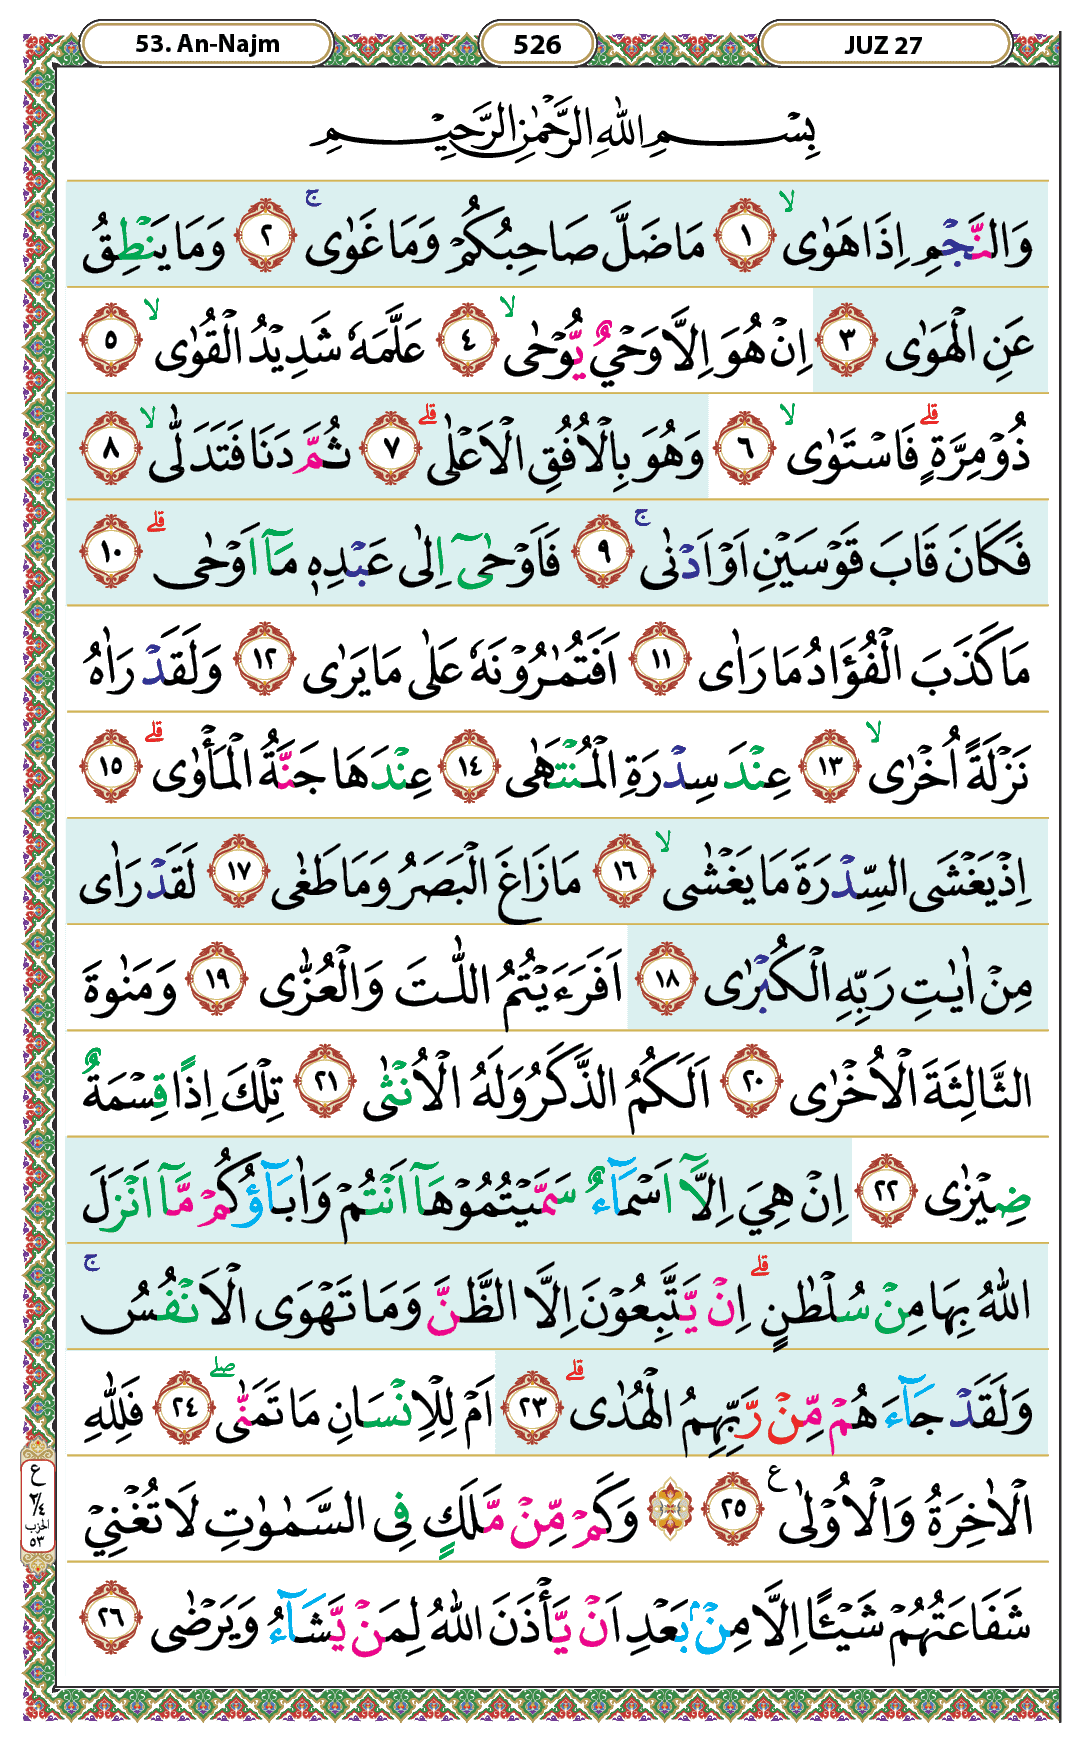 53. An-Najm
526
JUZ 27
بِسْمِ اللّٰهِ الرَّحْمٰنِ الرَّحِيْمِ
وَالنَّجْمِ اِذَا هَوٰى ۙ ﴿١﴾ مَا ضَلَّ صَاحِبُكُمْ وَمَا غَوٰى ۚ ﴿٢﴾ وَمَا يَنْطِقُ
عَنِ الْهَوٰى ﴿٣﴾ اِنْ هُوَ اِلَّا وَحْيٌ يُّوْحٰى ۙ ﴿٤﴾ عَلَّمَهٗ شَدِيْدُ الْقُوٰى ۙ ﴿٥﴾
ذُوْ مِرَّةٍ ۗ فَاسْتَوٰى ۙ ﴿٦﴾ وَهُوَ بِالْاُفُقِ الْاَعْلٰى ۗ ﴿٧﴾ ثُمَّ دَنَا فَتَدَلّٰى ۙ ﴿٨﴾
فَكَانَ قَابَ قَوْسَيْنِ اَوْ اَدْنٰى ۚ ﴿٩﴾ فَاَوْحٰىٓ اِلٰى عَبْدِهٖ مَآ اَوْحٰى ۗ ﴿١٠﴾
مَا كَذَبَ الْفُؤَادُ مَا رَاٰى ﴿١١﴾ اَفَتُمٰرُوْنَهٗ عَلٰى مَا يَرٰى ﴿١٢﴾ وَلَقَدْ رَاٰهُ
نَزْلَةً اُخْرٰى ۙ ﴿١٣﴾ عِنْدَ سِدْرَةِ الْمُنْتَهٰى ﴿١٤﴾ عِنْدَهَا جَنَّةُ الْمَأْوٰى ۗ ﴿١٥﴾
اِذْ يَغْشَى السِّدْرَةَ مَا يَغْشٰى ۙ ﴿١٦﴾ مَا زَاغَ الْبَصَرُ وَمَا طَغٰى ﴿١٧﴾ لَقَدْ رَاٰى
مِنْ اٰيٰتِ رَبِّهِ الْكُبْرٰى ﴿١٨﴾ اَفَرَءَيْتُمُ اللّٰتَ وَالْعُزّٰى ﴿١٩﴾ وَمَنٰوةَ
الثَّالِثَةَ الْاُخْرٰى ﴿٢٠﴾ اَلَكُمُ الذَّكَرُ وَلَهُ الْاُنْثٰى ﴿٢١﴾ تِلْكَ اِذًا قِسْمَةٌ
ضِيْزٰى ﴿٢٢﴾ اِنْ هِيَ اِلَّآ اَسْمَآءٌ سَمَّيْتُمُوْهَآ اَنْتُمْ وَاٰبَآؤُكُمْ مَّآ اَنْزَلَ
اللّٰهُ بِهَا مِنْ سُلْطٰنٍ ۗ اِنْ يَّتَّبِعُوْنَ اِلَّا الظَّنَّ وَمَا تَهْوَى الْاَنْفُسُ ۚ
وَلَقَدْ جَآءَهُمْ مِّنْ رَّبِّهِمُ الْهُدٰى ۗ ﴿٢٣﴾ اَمْ لِلْاِنْسَانِ مَا تَمَنّٰى ۖ ﴿٢٤﴾ فَلِلّٰهِ
الْاٰخِرَةُ وَالْاُوْلٰى ﴿٢٥﴾ ع وَكَمْ مِّنْ مَّلَكٍ فِى السَّمٰوٰتِ لَا تُغْنِيْ
شَفَاعَتُهُمْ شَيْـًٔا اِلَّا مِنْۢ بَعْدِ اَنْ يَّأْذَنَ اللّٰهُ لِمَنْ يَّشَآءُ وَيَرْضٰى ﴿٢٦﴾
ع
٢/٤
الحزب
٥٣